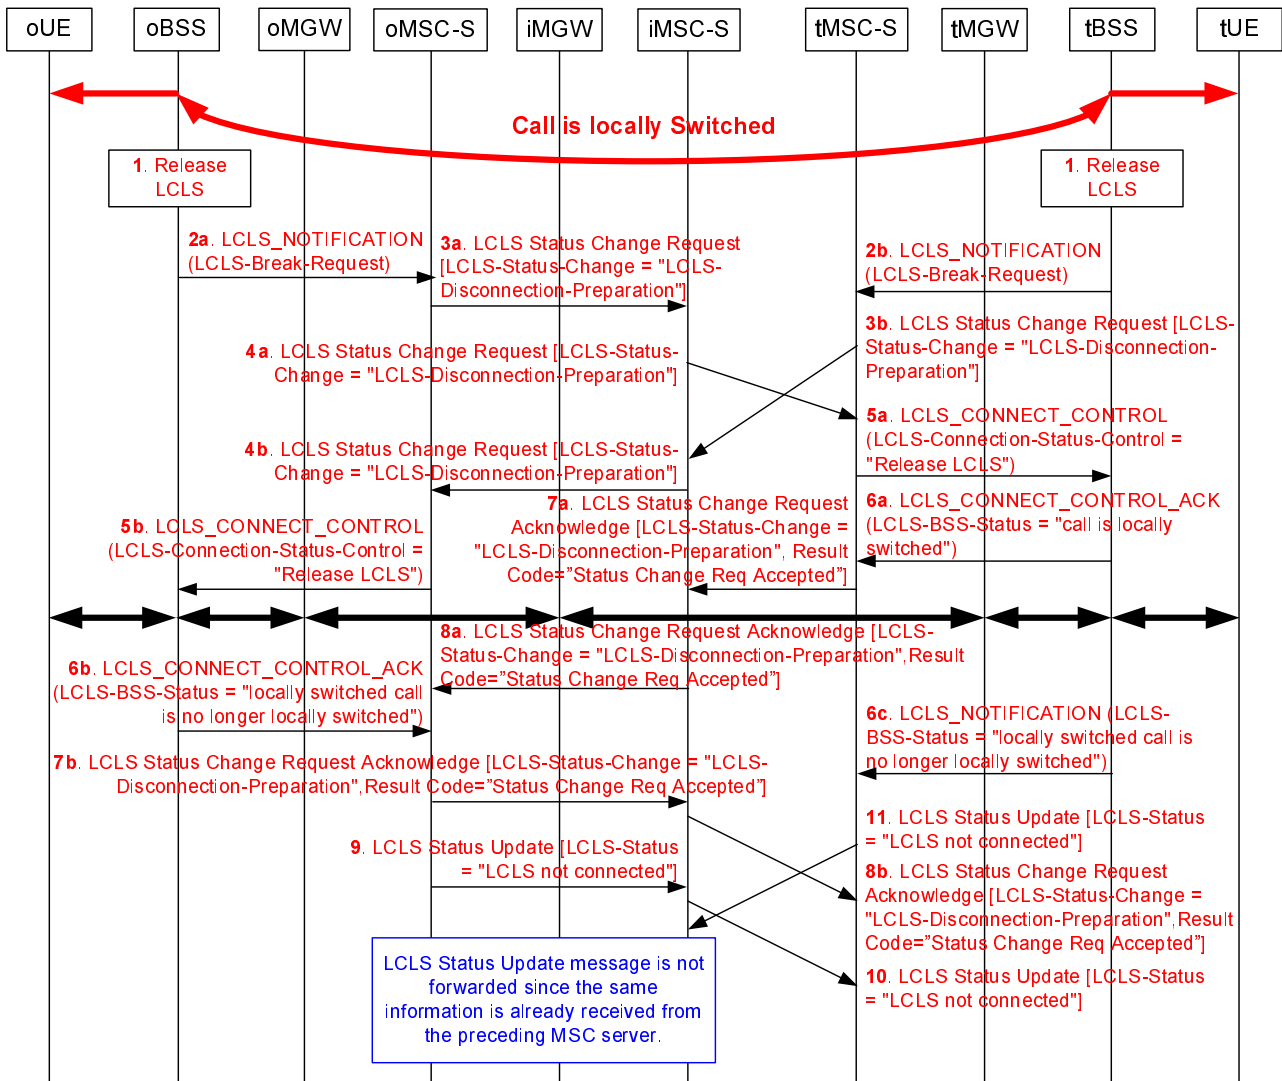 oUE
oBSS
oMGW
oMSC-S
iMGW
iMSC-S
tMSC-S
tMGW
tBSS
tUE
Call is locally Switched
1. Release
LCLS
1. Release
LCLS
2a. LCLS_NOTIFICATION
(LCLS-Break-Request)
3a. LCLS Status Change Request
[LCLS-Status-Change = "LCLS-
Disconnection-Preparation"]
2b. LCLS_NOTIFICATION
(LCLS-Break-Request)
3b. LCLS Status Change Request [LCLS-
Status-Change = "LCLS-Disconnection-
Preparation"]
4a. LCLS Status Change Request [LCLS-Status-
Change = "LCLS-Disconnection-Preparation"]
5a. LCLS_CONNECT_CONTROL
(LCLS-Connection-Status-Control =
"Release LCLS")
4b. LCLS Status Change Request [LCLS-Status-
Change = "LCLS-Disconnection-Preparation"]
7a. LCLS Status Change Request
Acknowledge [LCLS-Status-Change =
"LCLS-Disconnection-Preparation", Result
Code=”Status Change Req Accepted”]
6a. LCLS_CONNECT_CONTROL_ACK
(LCLS-BSS-Status = "call is locally
switched")
5b. LCLS_CONNECT_CONTROL
(LCLS-Connection-Status-Control =
"Release LCLS")
8a. LCLS Status Change Request Acknowledge [LCLS-
Status-Change = "LCLS-Disconnection-Preparation",Result
Code=”Status Change Req Accepted”]
6b. LCLS_CONNECT_CONTROL_ACK
(LCLS-BSS-Status = "locally switched call
is no longer locally switched")
6c. LCLS_NOTIFICATION (LCLS-
BSS-Status = "locally switched call is
no longer locally switched")
7b. LCLS Status Change Request Acknowledge [LCLS-Status-Change = "LCLS-
Disconnection-Preparation",Result Code=”Status Change Req Accepted”]
11. LCLS Status Update [LCLS-Status
= "LCLS not connected"]
9. LCLS Status Update [LCLS-Status
= "LCLS not connected"]
8b. LCLS Status Change Request
Acknowledge [LCLS-Status-Change =
"LCLS-Disconnection-Preparation",Result
Code=”Status Change Req Accepted”]
10. LCLS Status Update [LCLS-Status
= "LCLS not connected"]
LCLS Status Update message is not
forwarded since the same
information is already received from
the preceding MSC server.